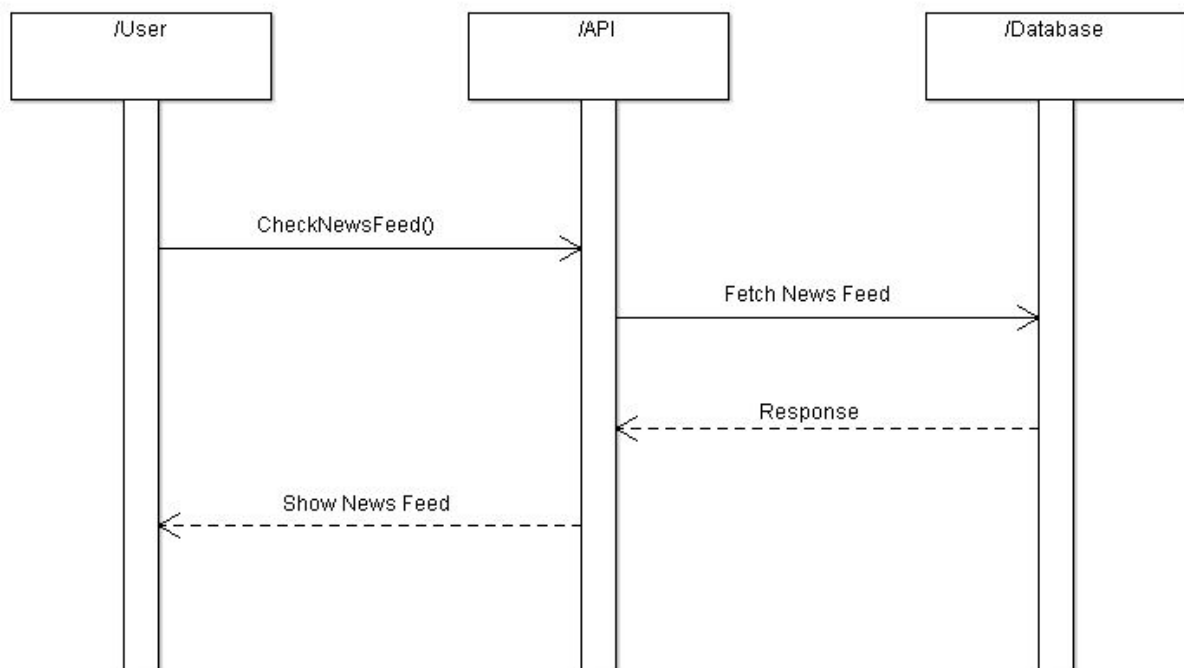 /User
/API
/Database
CheckNewsFeed()
Fetch News Feed
Response
Show News Feed